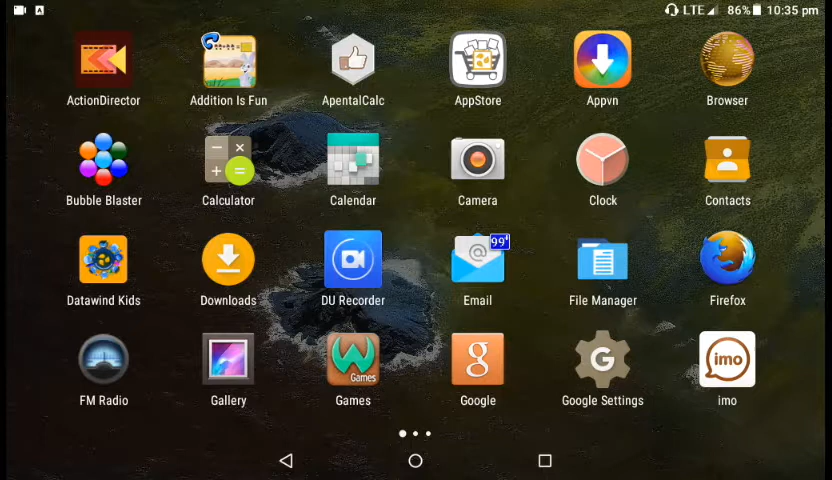 A LTE 86% 10:35 pm
ActionDirector Addition Is Fun ApentalCalc AppStore Appvn Browser
Bubble Blaster Calculator Calendar Camera Clock Contacts
99+
Datawind Kids Downloads DU Recorder Email File Manager Firefox
W Games g G imo
FM Radio Gallery Games Google Google Settings imo